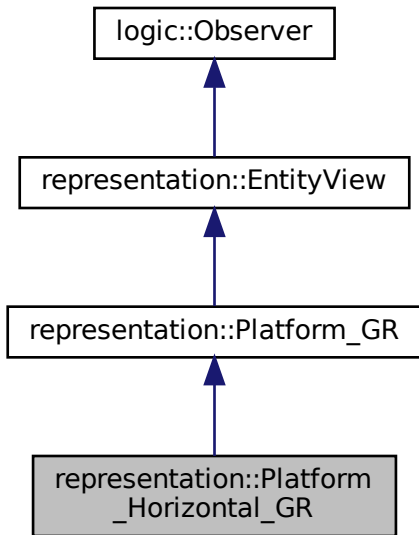 logic::Observer
representation::EntityView
representation::Platform_GR
representation::Platform
_Horizontal_GR